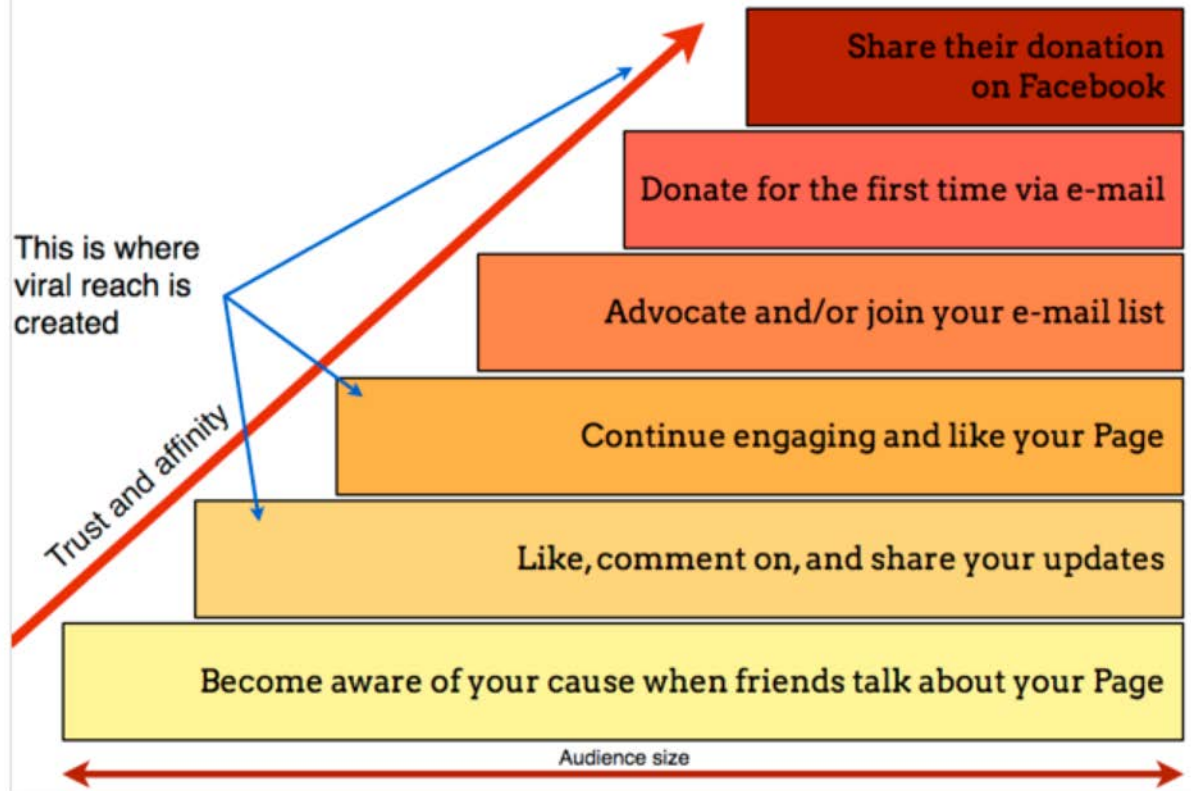 Share their donation
on Facebook
Donate for the first time via e-mail
This is where
viral reach is
created
Advocate and/or join your e-mail list
Continue engaging and like your Page
Trust and affinity
Like, comment on, and share your updates
Become aware of your cause when friends talk about your Page
Audience size